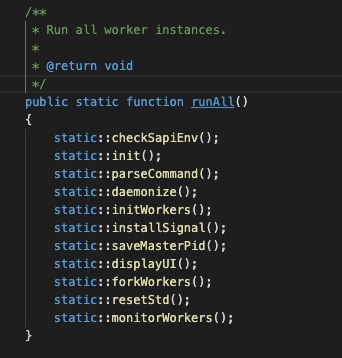 /**
 * Run all worker instances.
 *
 * @return void
 */
public static function runAll()
{
    static::checkSapiEnv();
    static::init();
    static::parseCommand();
    static::daemonize();
    static::initWorkers();
    static::installSignal();
    static::saveMasterPid();
    static::displayUI();
    static::forkWorkers();
    static::resetStd();
    static::monitorWorkers();
}